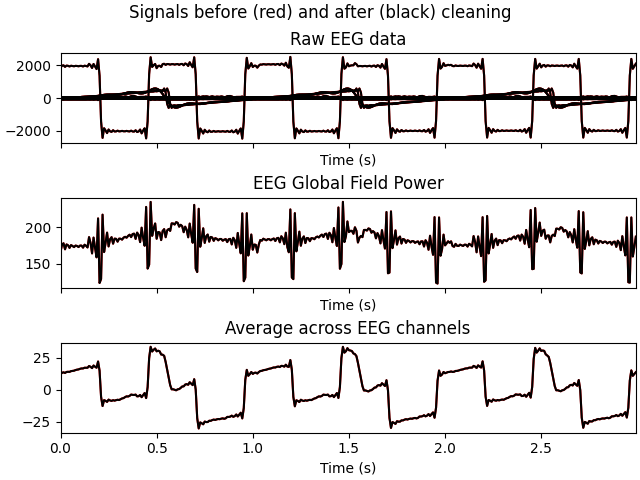 Signals before (red) and after (black) cleaning
Raw EEG data
2000
0
−2000
Time (s)
EEG Global Field Power
200
150
Time (s)
Average across EEG channels
25
0
−25
0.0 0.5 1.0 1.5 2.0 2.5
Time (s)